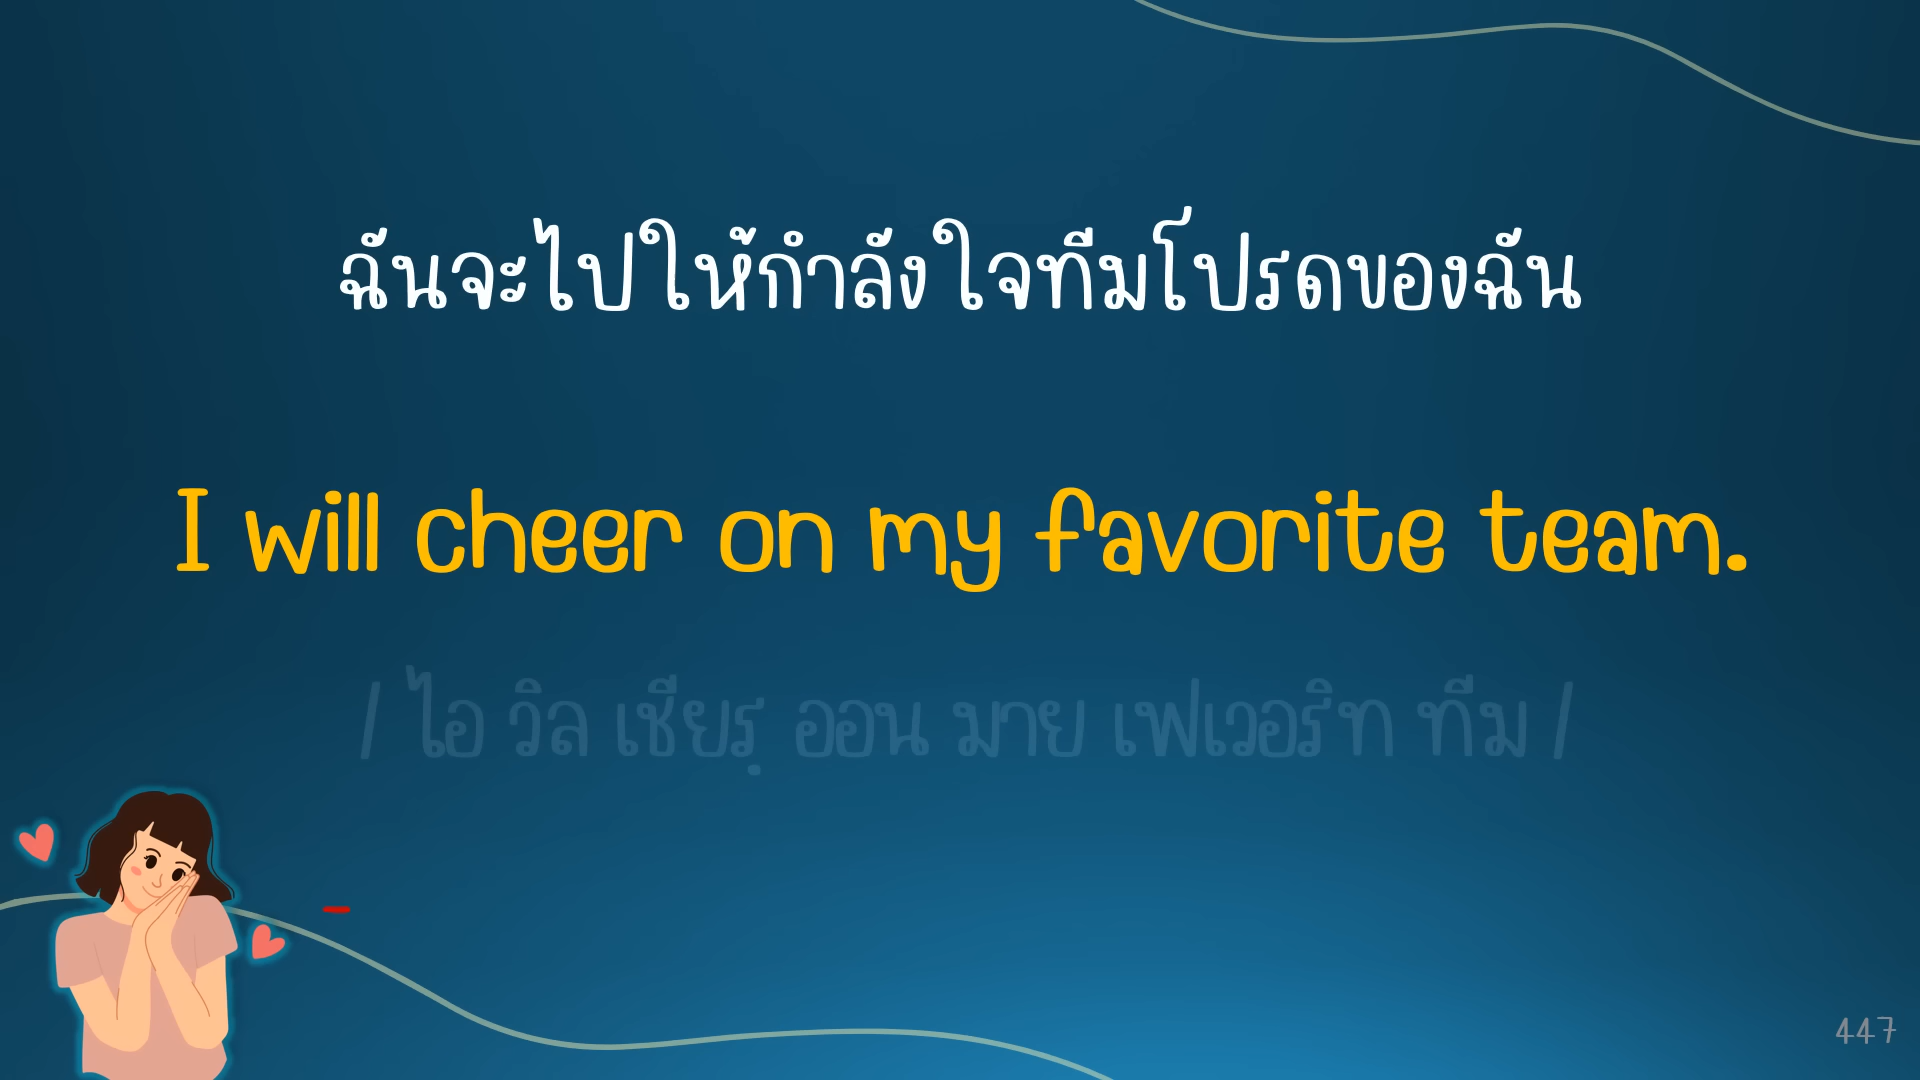 ฉันจะไปให้กำลังใจทีมโปรดของฉัน
I will cheer on my favorite team.
/ ไอ วิล เชียรฺ ออน มาย เฟเวอริท ทีม /
447